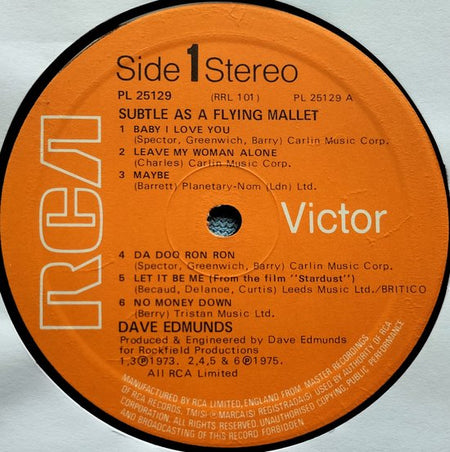 Side 1 Stereo
PL 25129 (RRL 101) PL 25129 A
SUBTLE AS A FLYING MALLET
1 BABY I LOVE YOU
(Spector, Greenwich, Barry) Carlin Music Corp.
2 LEAVE MY WOMAN ALONE
(Charles) Carlin Music Corp.
3 MAYBE
(Barrett) Planetary-Nom (Ldn) Ltd.
RCA Victor
4 DA DOO RON RON
(Spector, Greenwich, Barry) Carlin Music Corp.
5 LET IT BE ME (From the film "Stardust")
(Becaud, Delanoe, Curtis) Leeds Music Ltd./BRITICO
6 NO MONEY DOWN
(Berry) Tristan Music Ltd.
DAVE EDMUNDS
Produced & Engineered by Dave Edmunds
for Rockfield Productions
1,3 ℗ 1973. 2,4,5 & 6 ℗ 1975.
All RCA Limited
MANUFACTURED BY RCA LIMITED, ENGLAND FROM MASTER RECORDINGS
OF RCA RECORDS, TM(S) ® MARCA(S) REGISTRADA(S) USED BY AUTHORITY OF RCA
CORPORATION. ALL RIGHTS RESERVED. UNAUTHORISED COPYING, PUBLIC PERFORMANCE,
BROADCASTING OF THIS RECORD FORBIDDEN